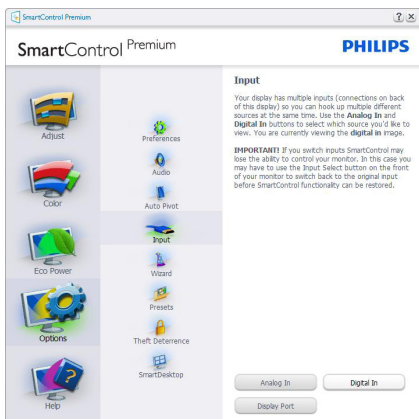 SmartControl Premium
SmartControl Premium
PHILIPS
Adjust
Color
Eco Power
Options
Help
Preferences
Audio
Auto Pivot
Input
Wizard
Presets
Theft Deterrence
SmartDesktop
Input
Your display has multiple inputs (connections on back
of this display) so you can hook up multiple different
sources at the same time. Use the Analog In and
Digital In buttons to select which source you'd like to
view. You are currently viewing the digital in image.
IMPORTANT! If you switch inputs SmartControl may
lose the ability to control your monitor. In this case you
may have to use the Input Select button on the front
of your monitor to switch back to the original input
before SmartControl functionality can be restored.
Analog In
Digital In
Display Port